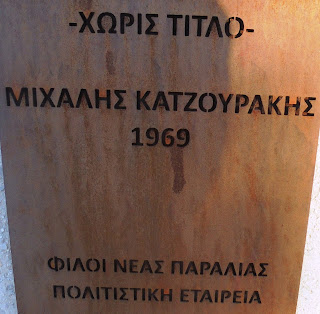 -ΧΩΡΙΣ ΤΙΤΛΟ-
ΜΙΧΑΛΗΣ ΚΑΤΖΟΥΡΑΚΗΣ
1969
ΦΙΛΟΙ ΝΕΑΣ ΠΑΡΑΛΙΑΣ
ΠΟΛΙΤΙΣΤΙΚΗ ΕΤΑΙΡΕΙΑ